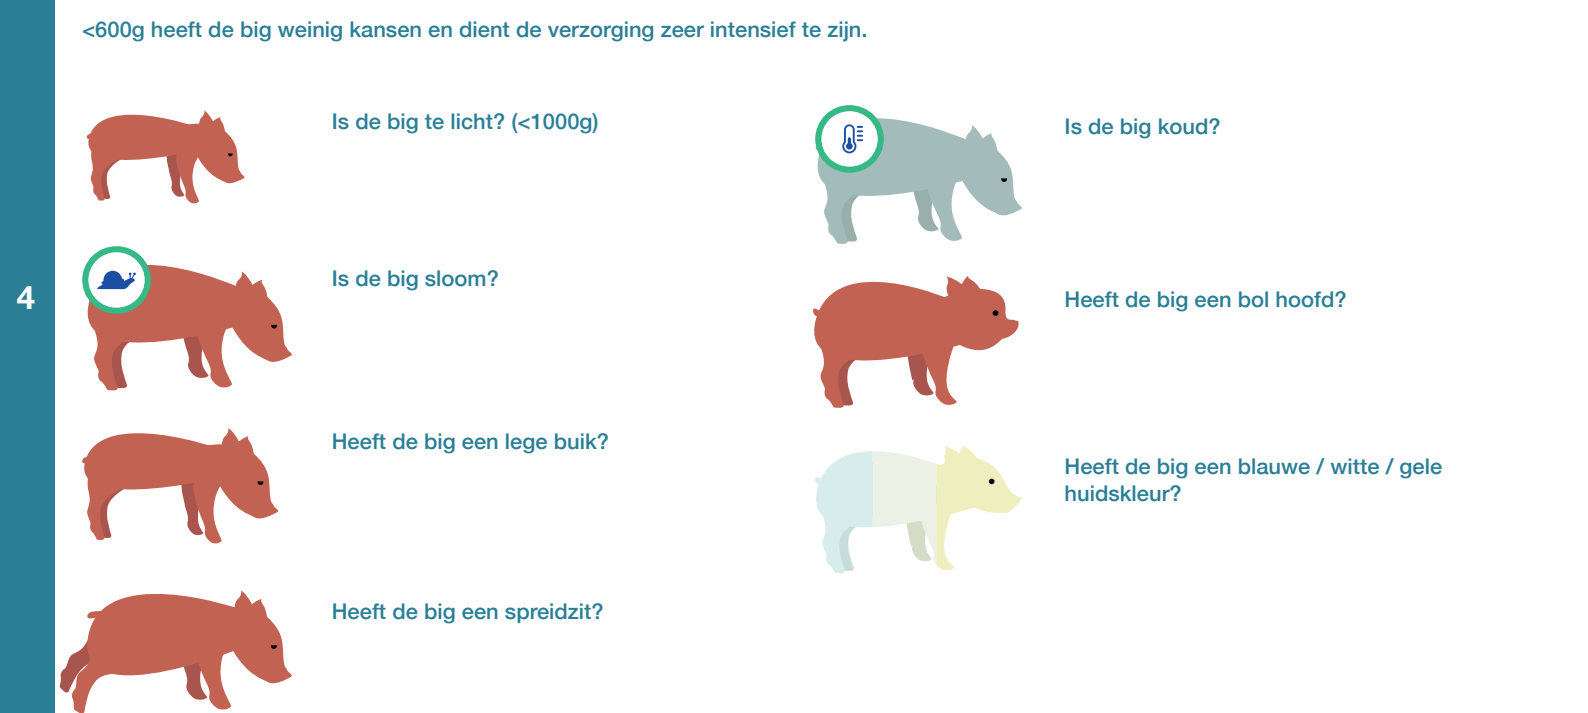 <600g heeft de big weinig kansen en dient de verzorging zeer intensief te zijn.
4
Is de big te licht? (<1000g)
Is de big sloom?
Heeft de big een lege buik?
Heeft de big een spreidzit?
Is de big koud?
Heeft de big een bol hoofd?
Heeft de big een blauwe / witte / gele
huidskleur?